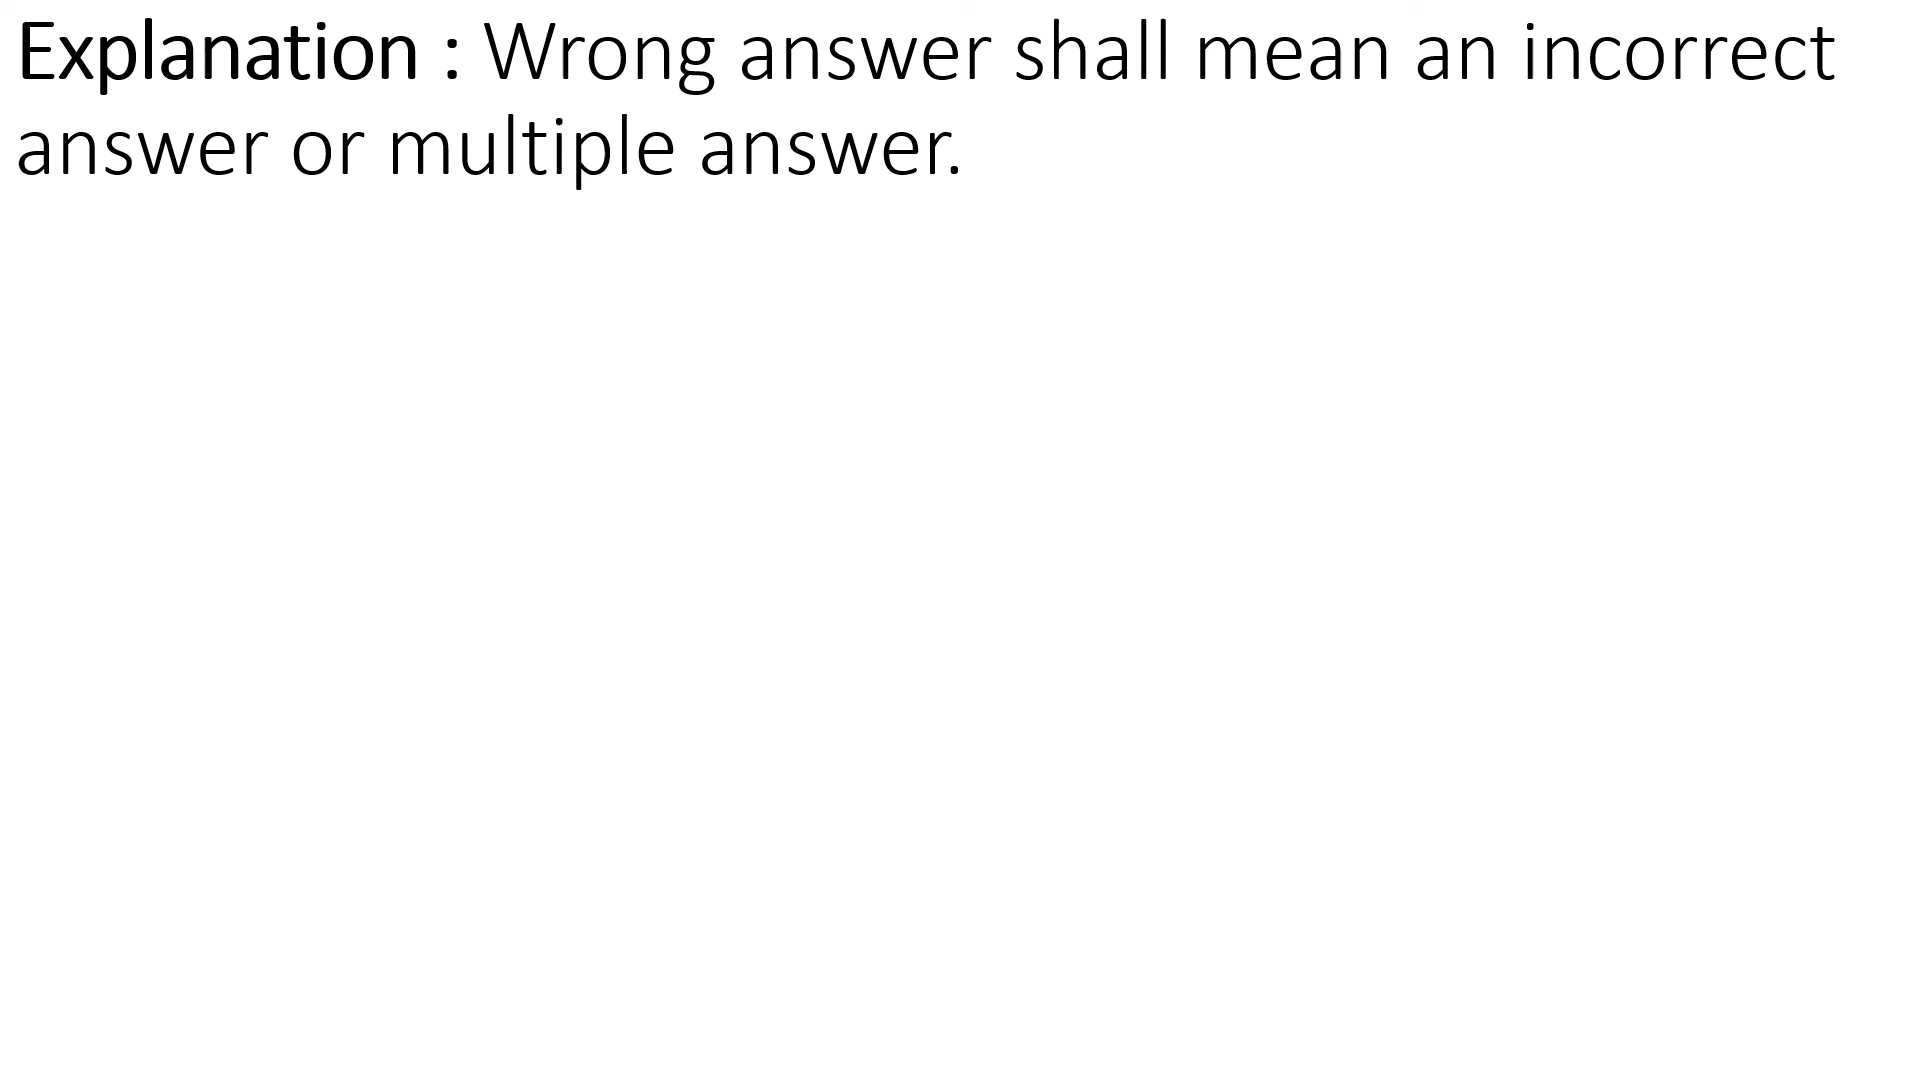 Explanation : Wrong answer shall mean an incorrect
answer or multiple answer.